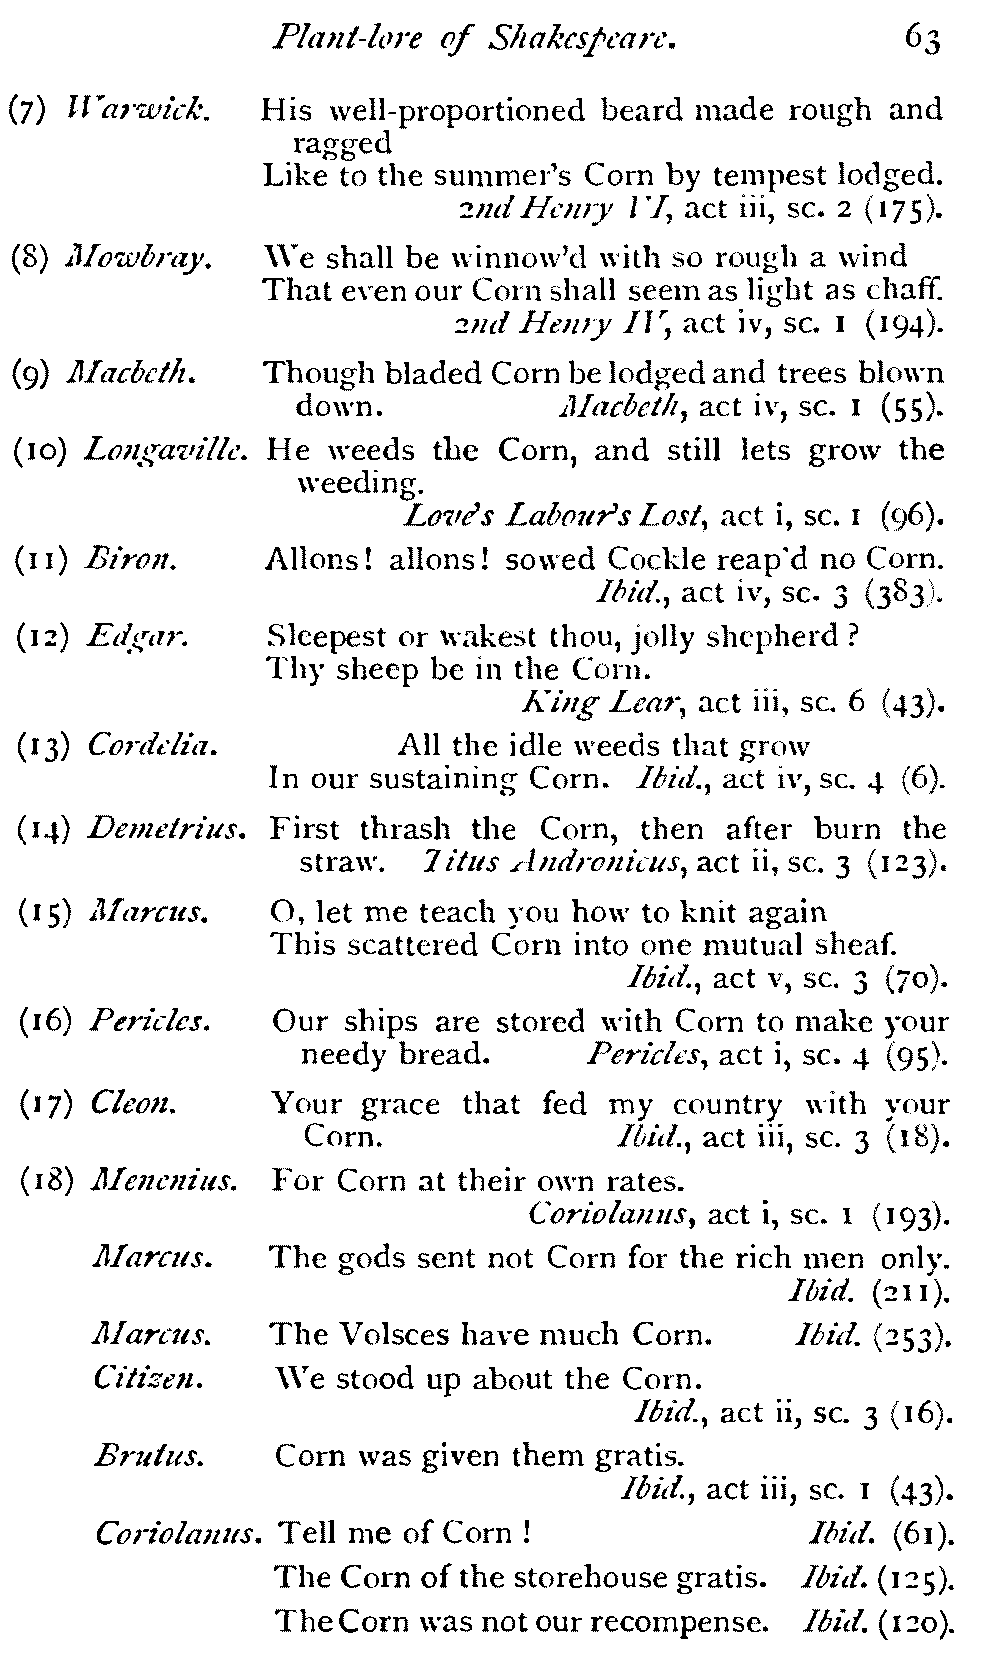 Plant-lore of Shakespeare. 63
(7) Warwick. His well-proportioned beard made rough and
ragged
Like to the summer's Corn by tempest lodged.
2nd Henry VI, act iii, sc. 2 (175).
(8) Mowbray. We shall be winnow'd with so rough a wind
That even our Corn shall seem as light as chaff.
2nd Henry IV, act iv, sc. 1 (194).
(9) Macbeth. Though bladed Corn be lodged and trees blown
down. Macbeth, act iv, sc. 1 (55).
(10) Longaville. He weeds the Corn, and still lets grow the
weeding.
Love's Labour's Lost, act i, sc. 1 (96).
(11) Biron. Allons! allons! sowed Cockle reap'd no Corn.
Ibid., act iv, sc. 3 (383).
(12) Edgar. Sleepest or wakest thou, jolly shepherd?
Thy sheep be in the Corn.
King Lear, act iii, sc. 6 (43).
(13) Cordelia. All the idle weeds that grow
In our sustaining Corn. Ibid., act iv, sc. 4 (6).
(14) Demetrius. First thrash the Corn, then after burn the
straw. Titus Andronicus, act ii, sc. 3 (123).
(15) Marcus. O, let me teach you how to knit again
This scattered Corn into one mutual sheaf.
Ibid., act v, sc. 3 (70).
(16) Pericles. Our ships are stored with Corn to make your
needy bread. Pericles, act i, sc. 4 (95).
(17) Cleon. Your grace that fed my country with your
Corn. Ibid., act iii, sc. 3 (18).
(18) Menenius. For Corn at their own rates.
Coriolanus, act i, sc. 1 (193).
Marcus. The gods sent not Corn for the rich men only.
Ibid. (211).
Marcus. The Volsces have much Corn. Ibid. (253).
Citizen. We stood up about the Corn.
Ibid., act ii, sc. 3 (16).
Brutus. Corn was given them gratis.
Ibid., act iii, sc. 1 (43).
Coriolanus. Tell me of Corn! Ibid. (61).
The Corn of the storehouse gratis. Ibid. (125).
The Corn was not our recompense. Ibid. (120).